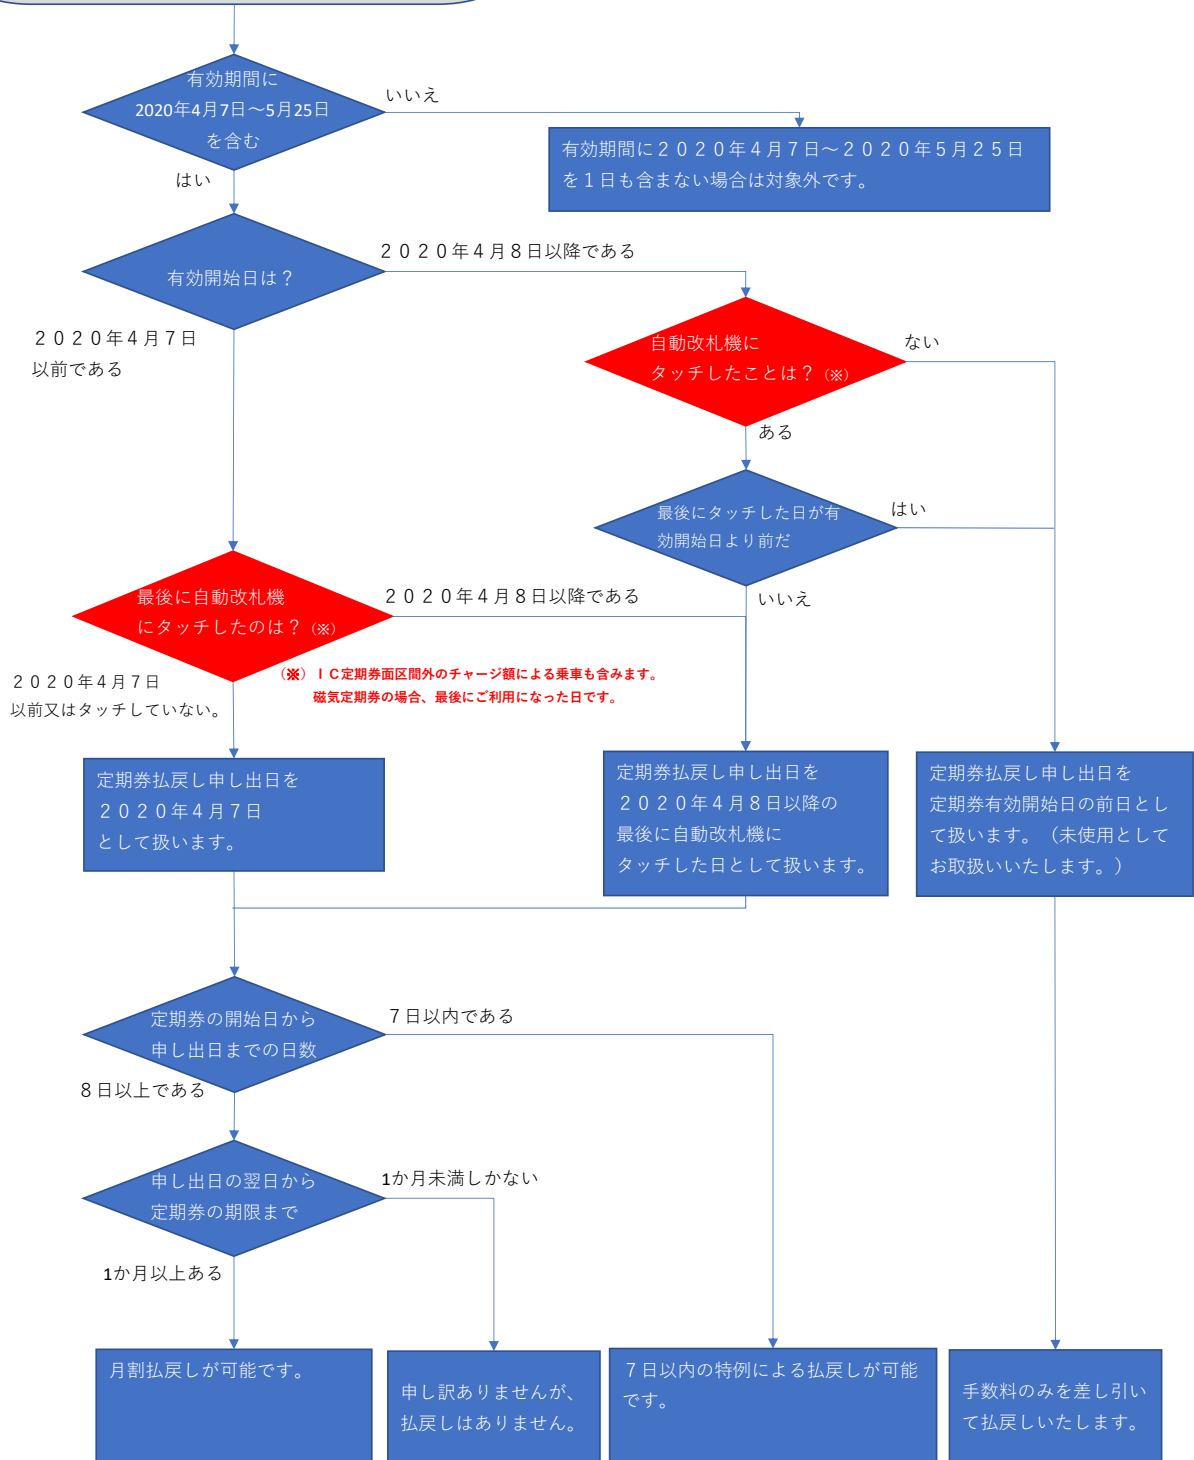 有効期間に
2020年4月7日～5月25日
を含む
いいえ
有効期間に２０２０年４月７日～２０２０年５月２５日
を１日も含まない場合は対象外です。
はい
有効開始日は？
２０２０年４月８日以降である
２０２０年４月７日
以前である
自動改札機に
タッチしたことは？（※）
ない
ある
最後にタッチした日が有
効開始日より前だ
はい
いいえ
最後に自動改札機
にタッチしたのは？（※）
２０２０年４月８日以降である
（※）ＩＣ定期券面区間外のチャージ額による乗車も含みます。
磁気定期券の場合、最後にご利用になった日です。
２０２０年４月７日
以前又はタッチしていない。
定期券払戻し申し出日を
２０２０年４月７日
として扱います。
定期券払戻し申し出日を
２０２０年４月８日以降の
最後に自動改札機に
タッチした日として扱います。
定期券払戻し申し出日を
定期券有効開始日の前日とし
て扱います。（未使用として
お取扱いいたします。）
定期券の開始日から
申し出日までの日数
７日以内である
８日以上である
申し出日の翌日から
定期券の期限まで
1か月未満しかない
1か月以上ある
月割払戻しが可能です。
申し訳ありませんが、
払戻しはありません。
７日以内の特例による払戻しが可能
です。
手数料のみを差し引い
て払戻しいたします。